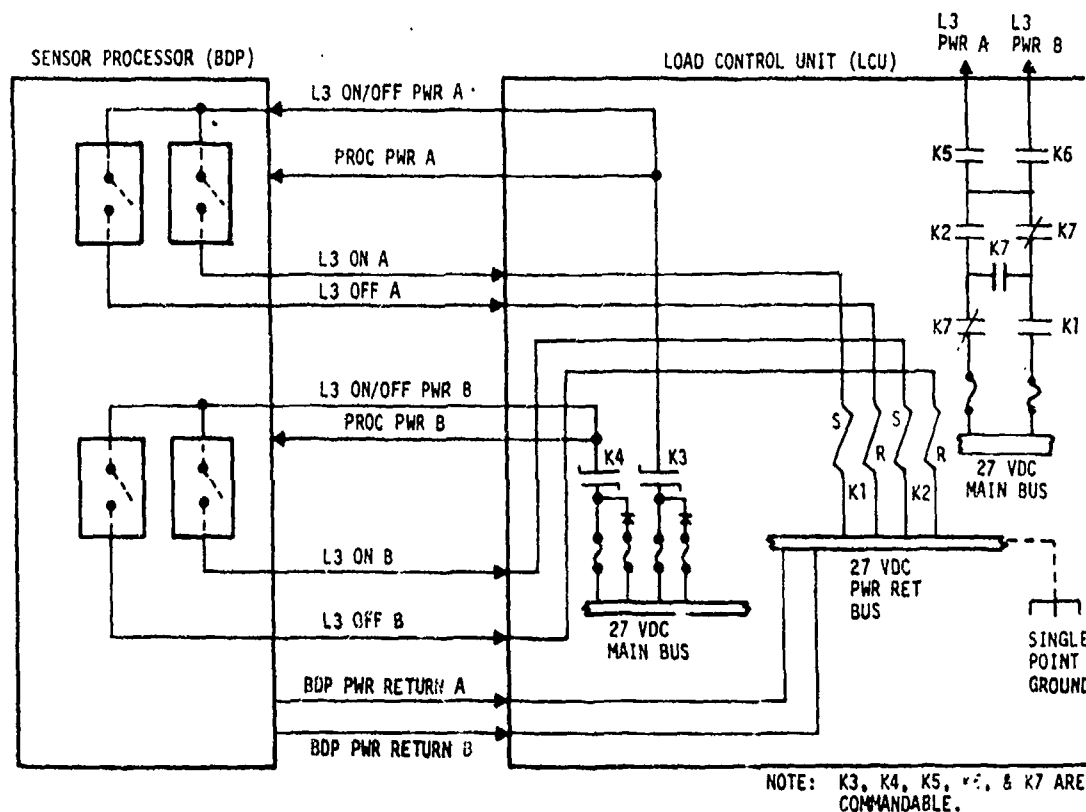 SENSOR PROCESSOR (BDP)
LOAD CONTROL UNIT (LCU)
L3
PWR A
L3
PWR B
L3 ON/OFF PWR A
PROC PWR A
K5
K6
K2
K7
K7
L3 ON A
L3 OFF A
K7
K1
L3 ON/OFF PWR B
PROC PWR B
K4
K3
S
R
S
R
K1
K2
27 VDC
MAIN BUS
L3 ON B
27 VDC
PWR RET
BUS
L3 OFF B
27 VDC
MAIN BUS
SINGLE
POINT
GROUND
BDP PWR RETURN A
BDP PWR RETURN B
NOTE: K3, K4, K5, & K7 ARE
COMMANDABLE.